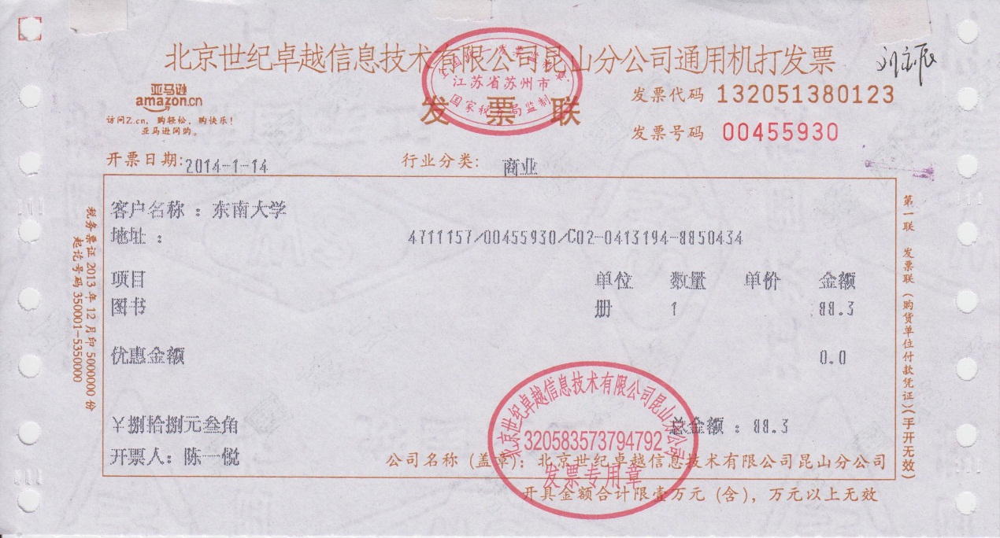 北京世纪卓越信息技术有限公司昆山分公司通用机打发票
江苏省苏州市
国家税务局监制
亚马逊
amazon.cn
访问Z.cn，购轻松，购快乐！
亚马逊网购。
发票联
发票代码 132051380123
发票号码 00455930
开票日期：2014-1-14 行业分类： 商业
客户名称 ：东南大学
地址 ： 4711157/00455930/C02-0413194-8850434
项目 单位 数量 单价 金额
图书 册 1 88.3
优惠金额 0.0
￥捌拾捌元叁角 总金额 ：88.3
开票人：陈一悦 公司名称（盖章）：北京世纪卓越信息技术有限公司昆山分公司
开具金额合计限壹万元（含），万元以上无效
北京世纪卓越信息技术有限公司昆山分公司
320583573794792
发票专用章
税务票证 2013 年 12 月印 5000000 份
起讫号码 350001-5350000
第一联 发票联（购货单位付款凭证）（手开无效）